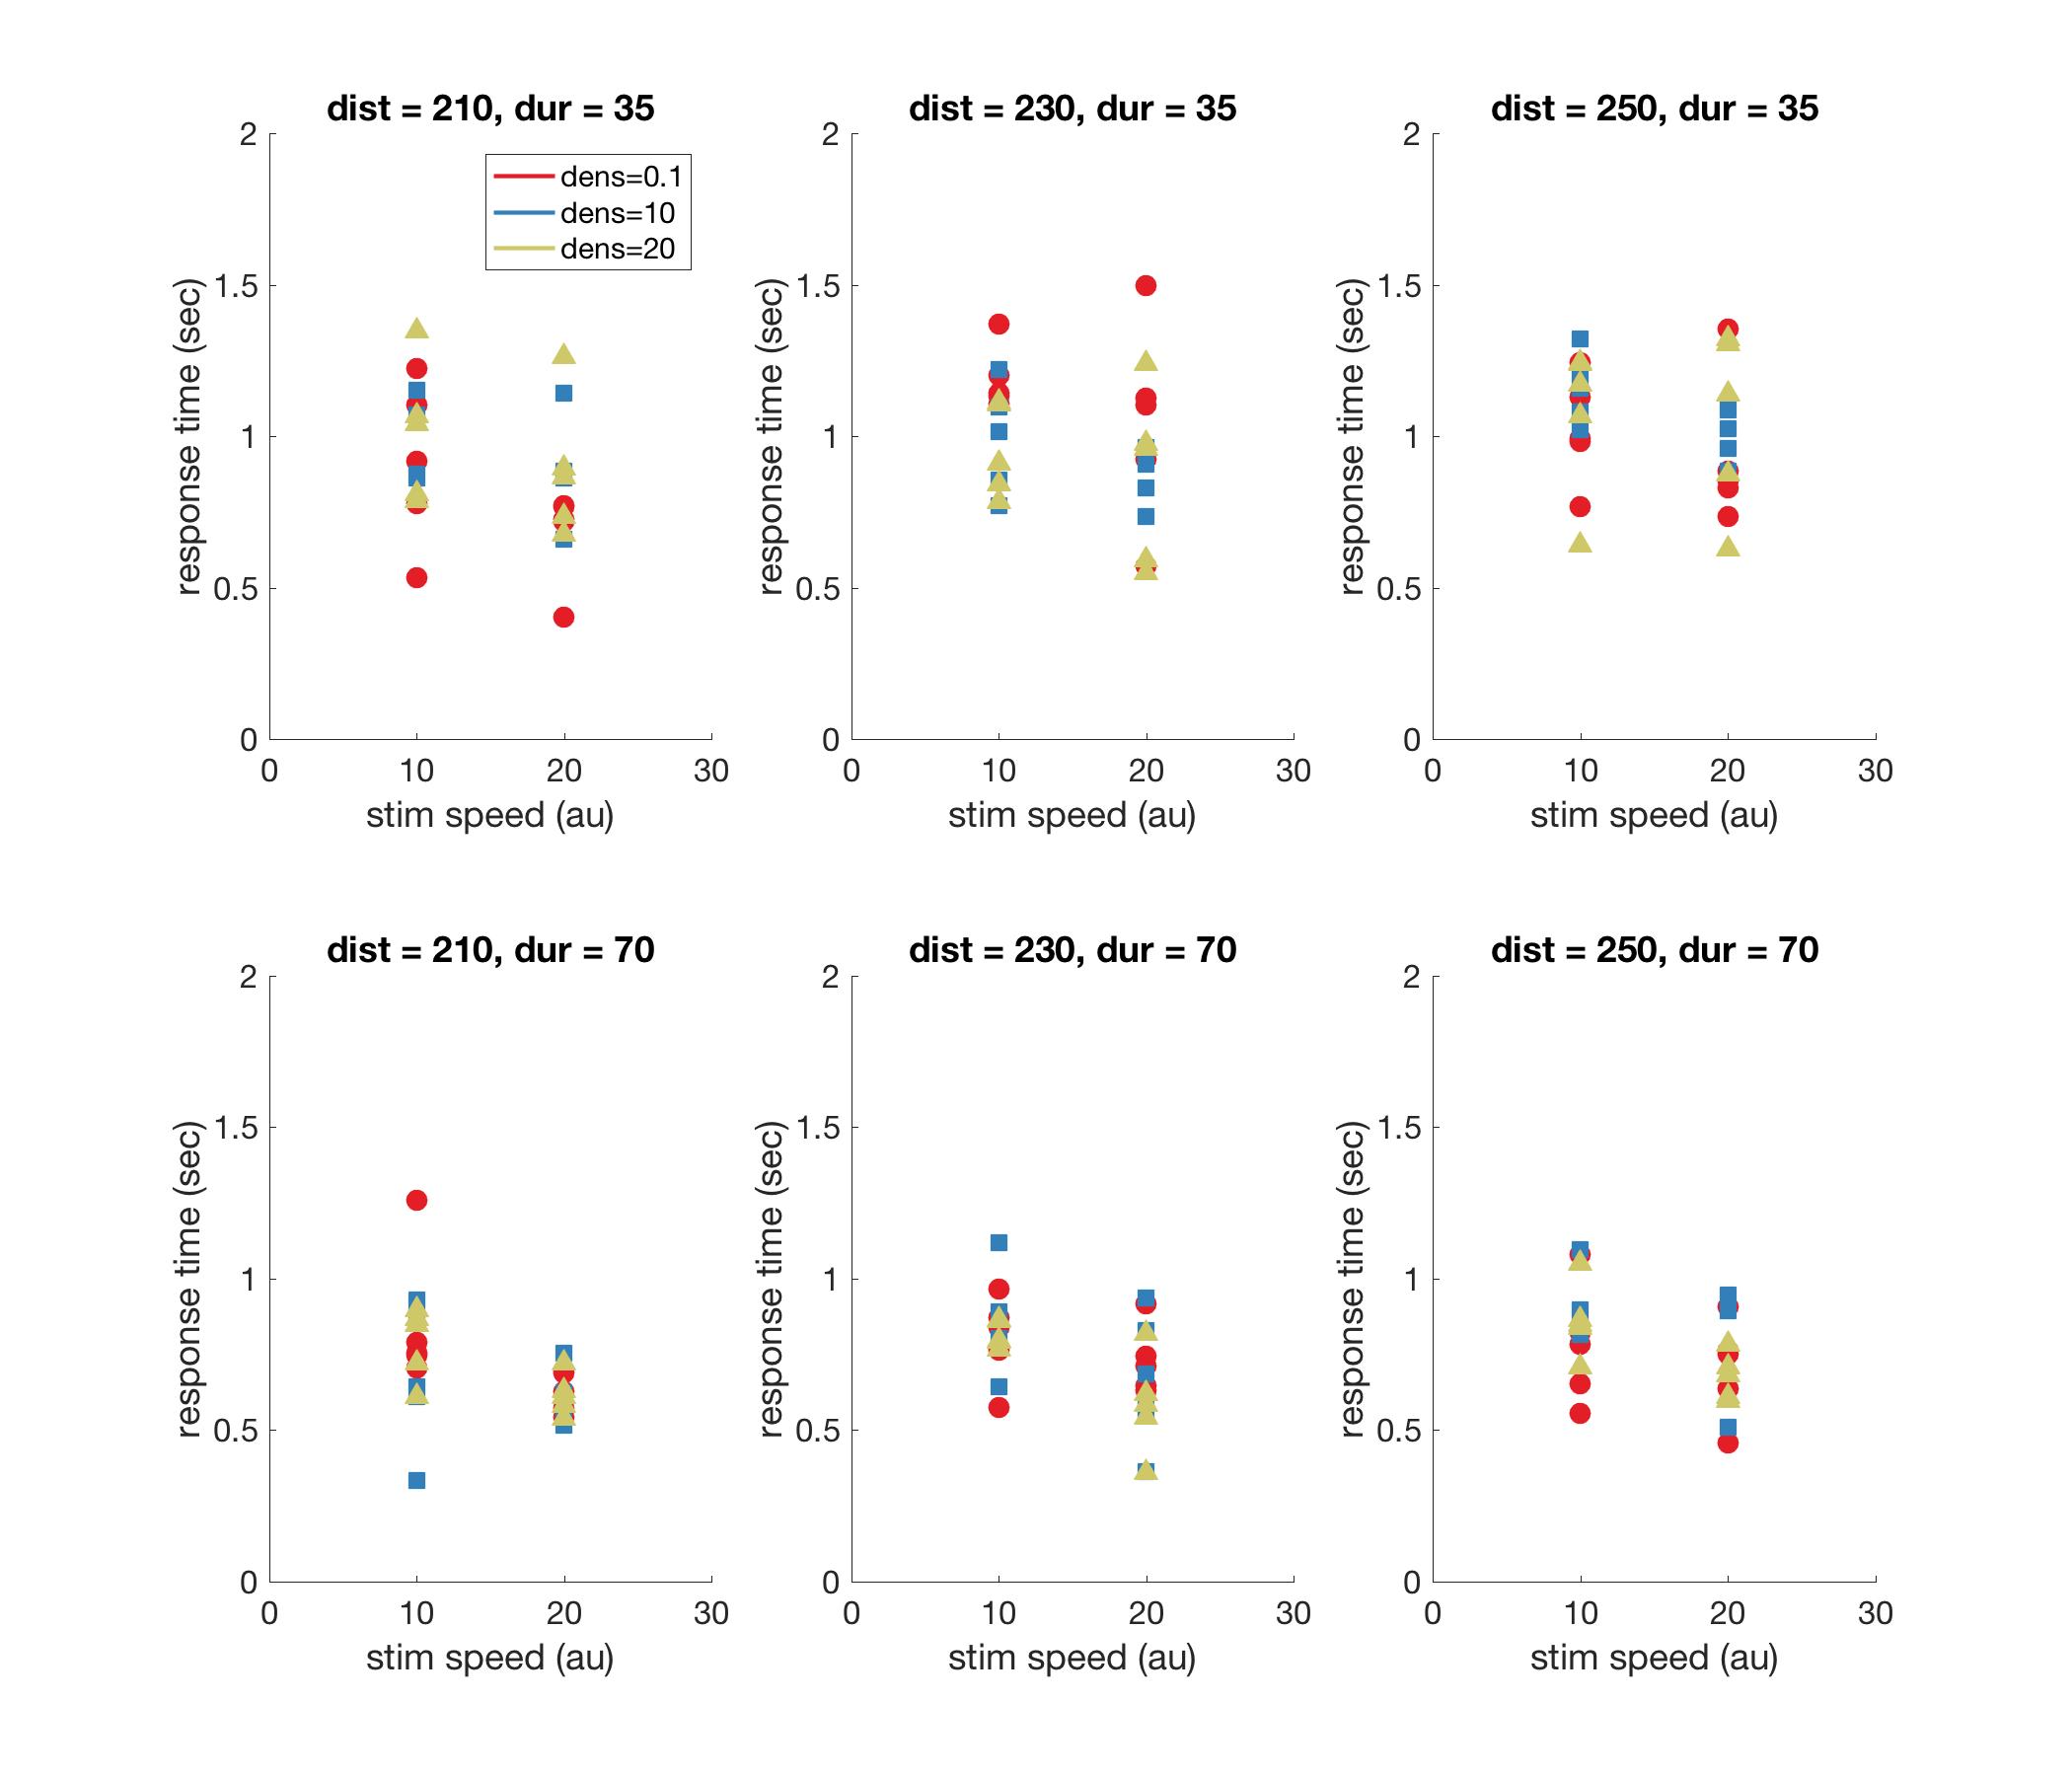 dist = 210, dur = 35
2
1.5
1
0.5
0
response time (sec)
dens=0.1
dens=10
dens=20
0 10 20 30
stim speed (au)
dist = 230, dur = 35
2
1.5
1
0.5
0
response time (sec)
0 10 20 30
stim speed (au)
dist = 250, dur = 35
2
1.5
1
0.5
0
response time (sec)
0 10 20 30
stim speed (au)
dist = 210, dur = 70
2
1.5
1
0.5
0
response time (sec)
0 10 20 30
stim speed (au)
dist = 230, dur = 70
2
1.5
1
0.5
0
response time (sec)
0 10 20 30
stim speed (au)
dist = 250, dur = 70
2
1.5
1
0.5
0
response time (sec)
0 10 20 30
stim speed (au)